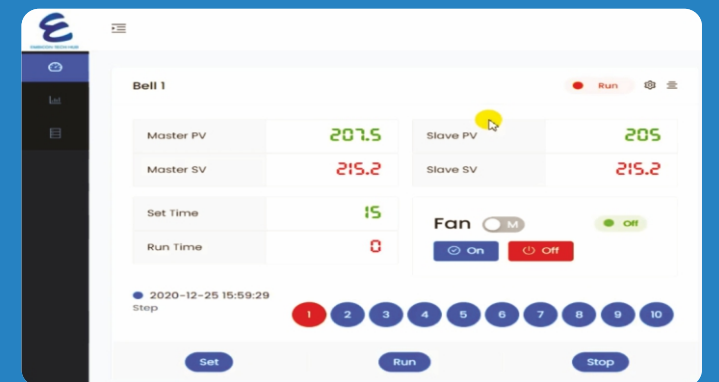 Bell 1
Run
Master PV 207.5 Slave PV 205
Master SV 215.2 Slave SV 215.2
Set Time 15
Fan M Off
Run Time 0
On Off
2020-12-25 15:59:29
Step
1 2 3 4 5 6 7 8 9 10
Set Run Stop